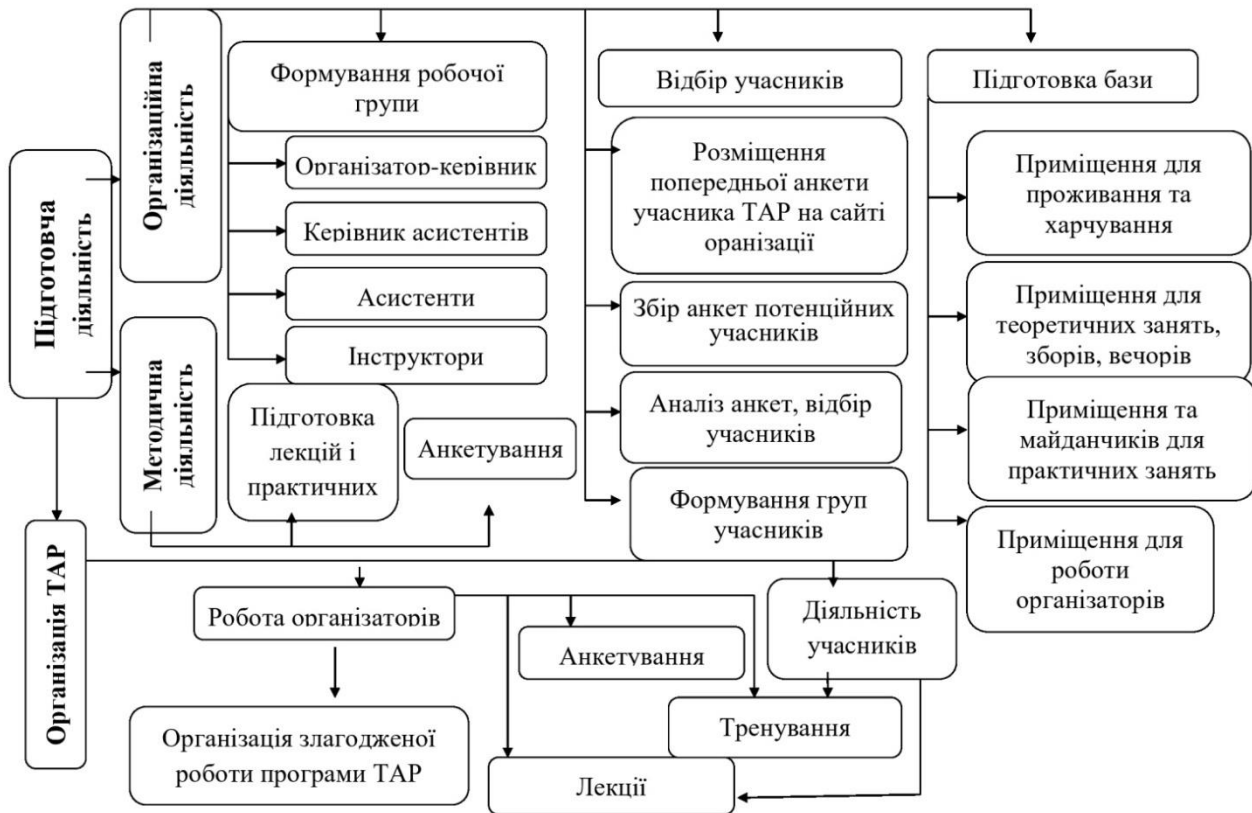 Підготовча
діяльність
Організаційна
діяльність
Методична
діяльність
Формування робочої
групи
Організатор-керівник
Керівник асистентів
Асистенти
Інструктори
Підготовка
лекцій і
практичних
Анкетування
Відбір учасників
Розміщення
попередньої анкети
учасника ТАР на сайті
оранізації
Збір анкет потенційних
учасників
Аналіз анкет, відбір
учасників
Формування груп
учасників
Підготовка бази
Приміщення для
проживання та
харчування
Приміщення для
теоретичних занять,
зборів, вечорів
Приміщення та
майданчиків для
практичних занять
Приміщення для
роботи
організаторів
Організація ТАР
Робота організаторів
Організація злагодженої
роботи програми ТАР
Анкетування
Діяльність
учасників
Тренування
Лекції